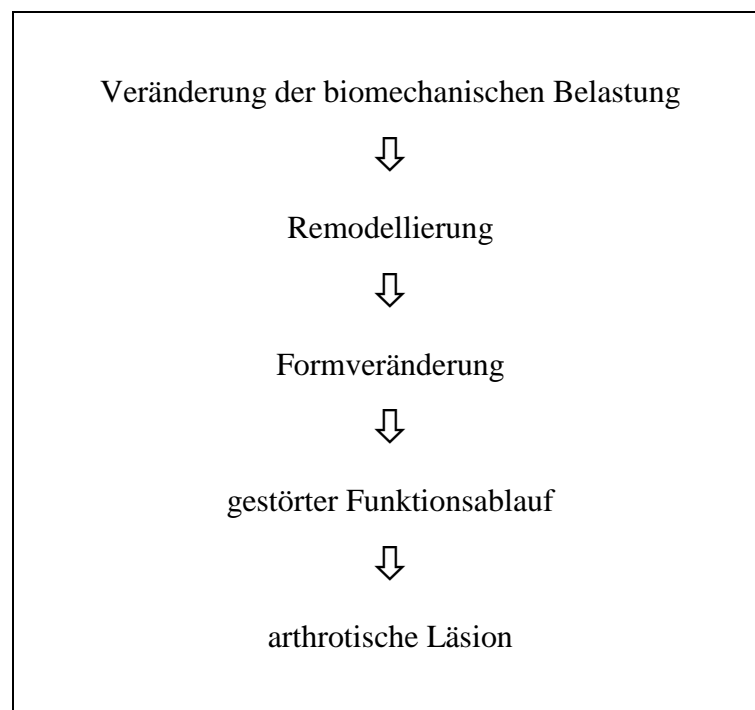 Veränderung der biomechanischen Belastung
⇩
Remodellierung
⇩
Formveränderung
⇩
gestörter Funktionsablauf
⇩
arthrotische Läsion